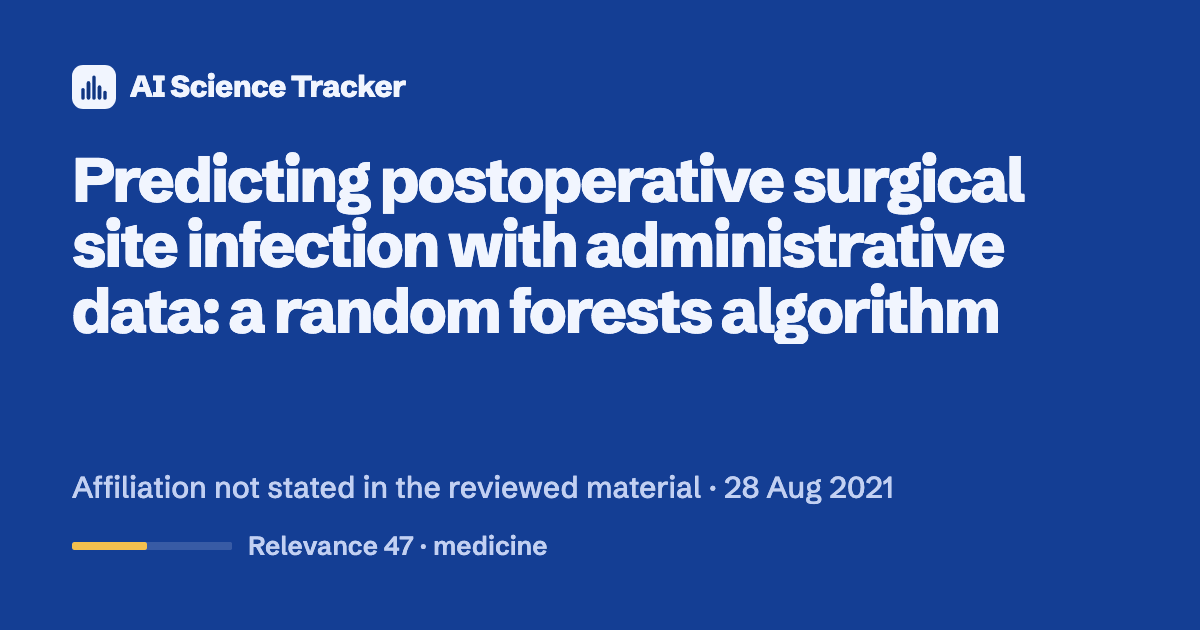 AI Science Tracker
Predicting postoperative surgical
site infection with administrative
data: a random forests algorithm
Affiliation not stated in the reviewed material · 28 Aug 2021
Relevance 47 · medicine